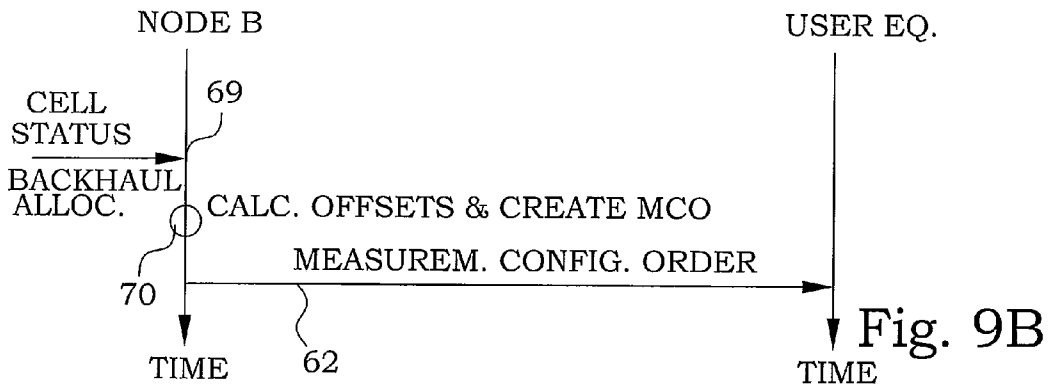 NODE B
USER EQ.
69
CELL
STATUS
BACKHAUL
ALLOC.
CALC. OFFSETS & CREATE MCO
MEASUREM. CONFIG. ORDER
70
62
TIME
TIME
Fig. 9B